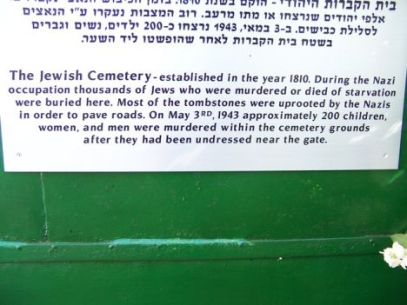 בית הקברות היהודי - הוקם בשנת 1810. בזמן
אלפי יהודים שנרצחו או מתו מרעב. רוב המצבות נעקרו ע"י הנאצים
לסלילת כבישים. ב-3 במאי, 1943 נרצחו כ-200 ילדים, נשים וגברים
בשטח בית הקברות לאחר שהופשטו ליד השער.
The Jewish Cemetery - established in the year 1810. During the Nazi
occupation thousands of Jews who were murdered or died of starvation
were buried here. Most of the tombstones were uprooted by the Nazis
in order to pave roads. On May 3RD, 1943 approximately 200 children,
women, and men were murdered within the cemetery grounds
after they had been undressed near the gate.